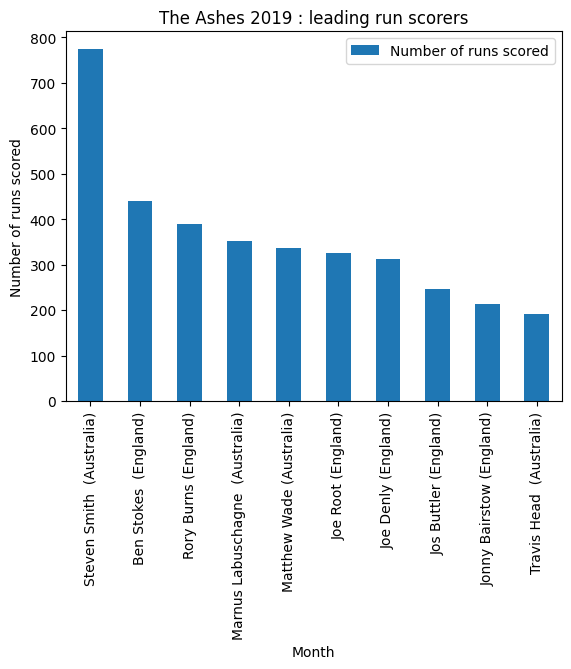 The Ashes 2019 : leading run scorers
Number of runs scored
Number of runs scored
800
700
600
500
400
300
200
100
0
Steven Smith  (Australia)
Ben Stokes  (England)
Rory Burns (England)
Marnus Labuschagne  (Australia)
Matthew Wade (Australia)
Joe Root (England)
Joe Denly (England)
Jos Buttler (England)
Jonny Bairstow (England)
Travis Head  (Australia)
Month